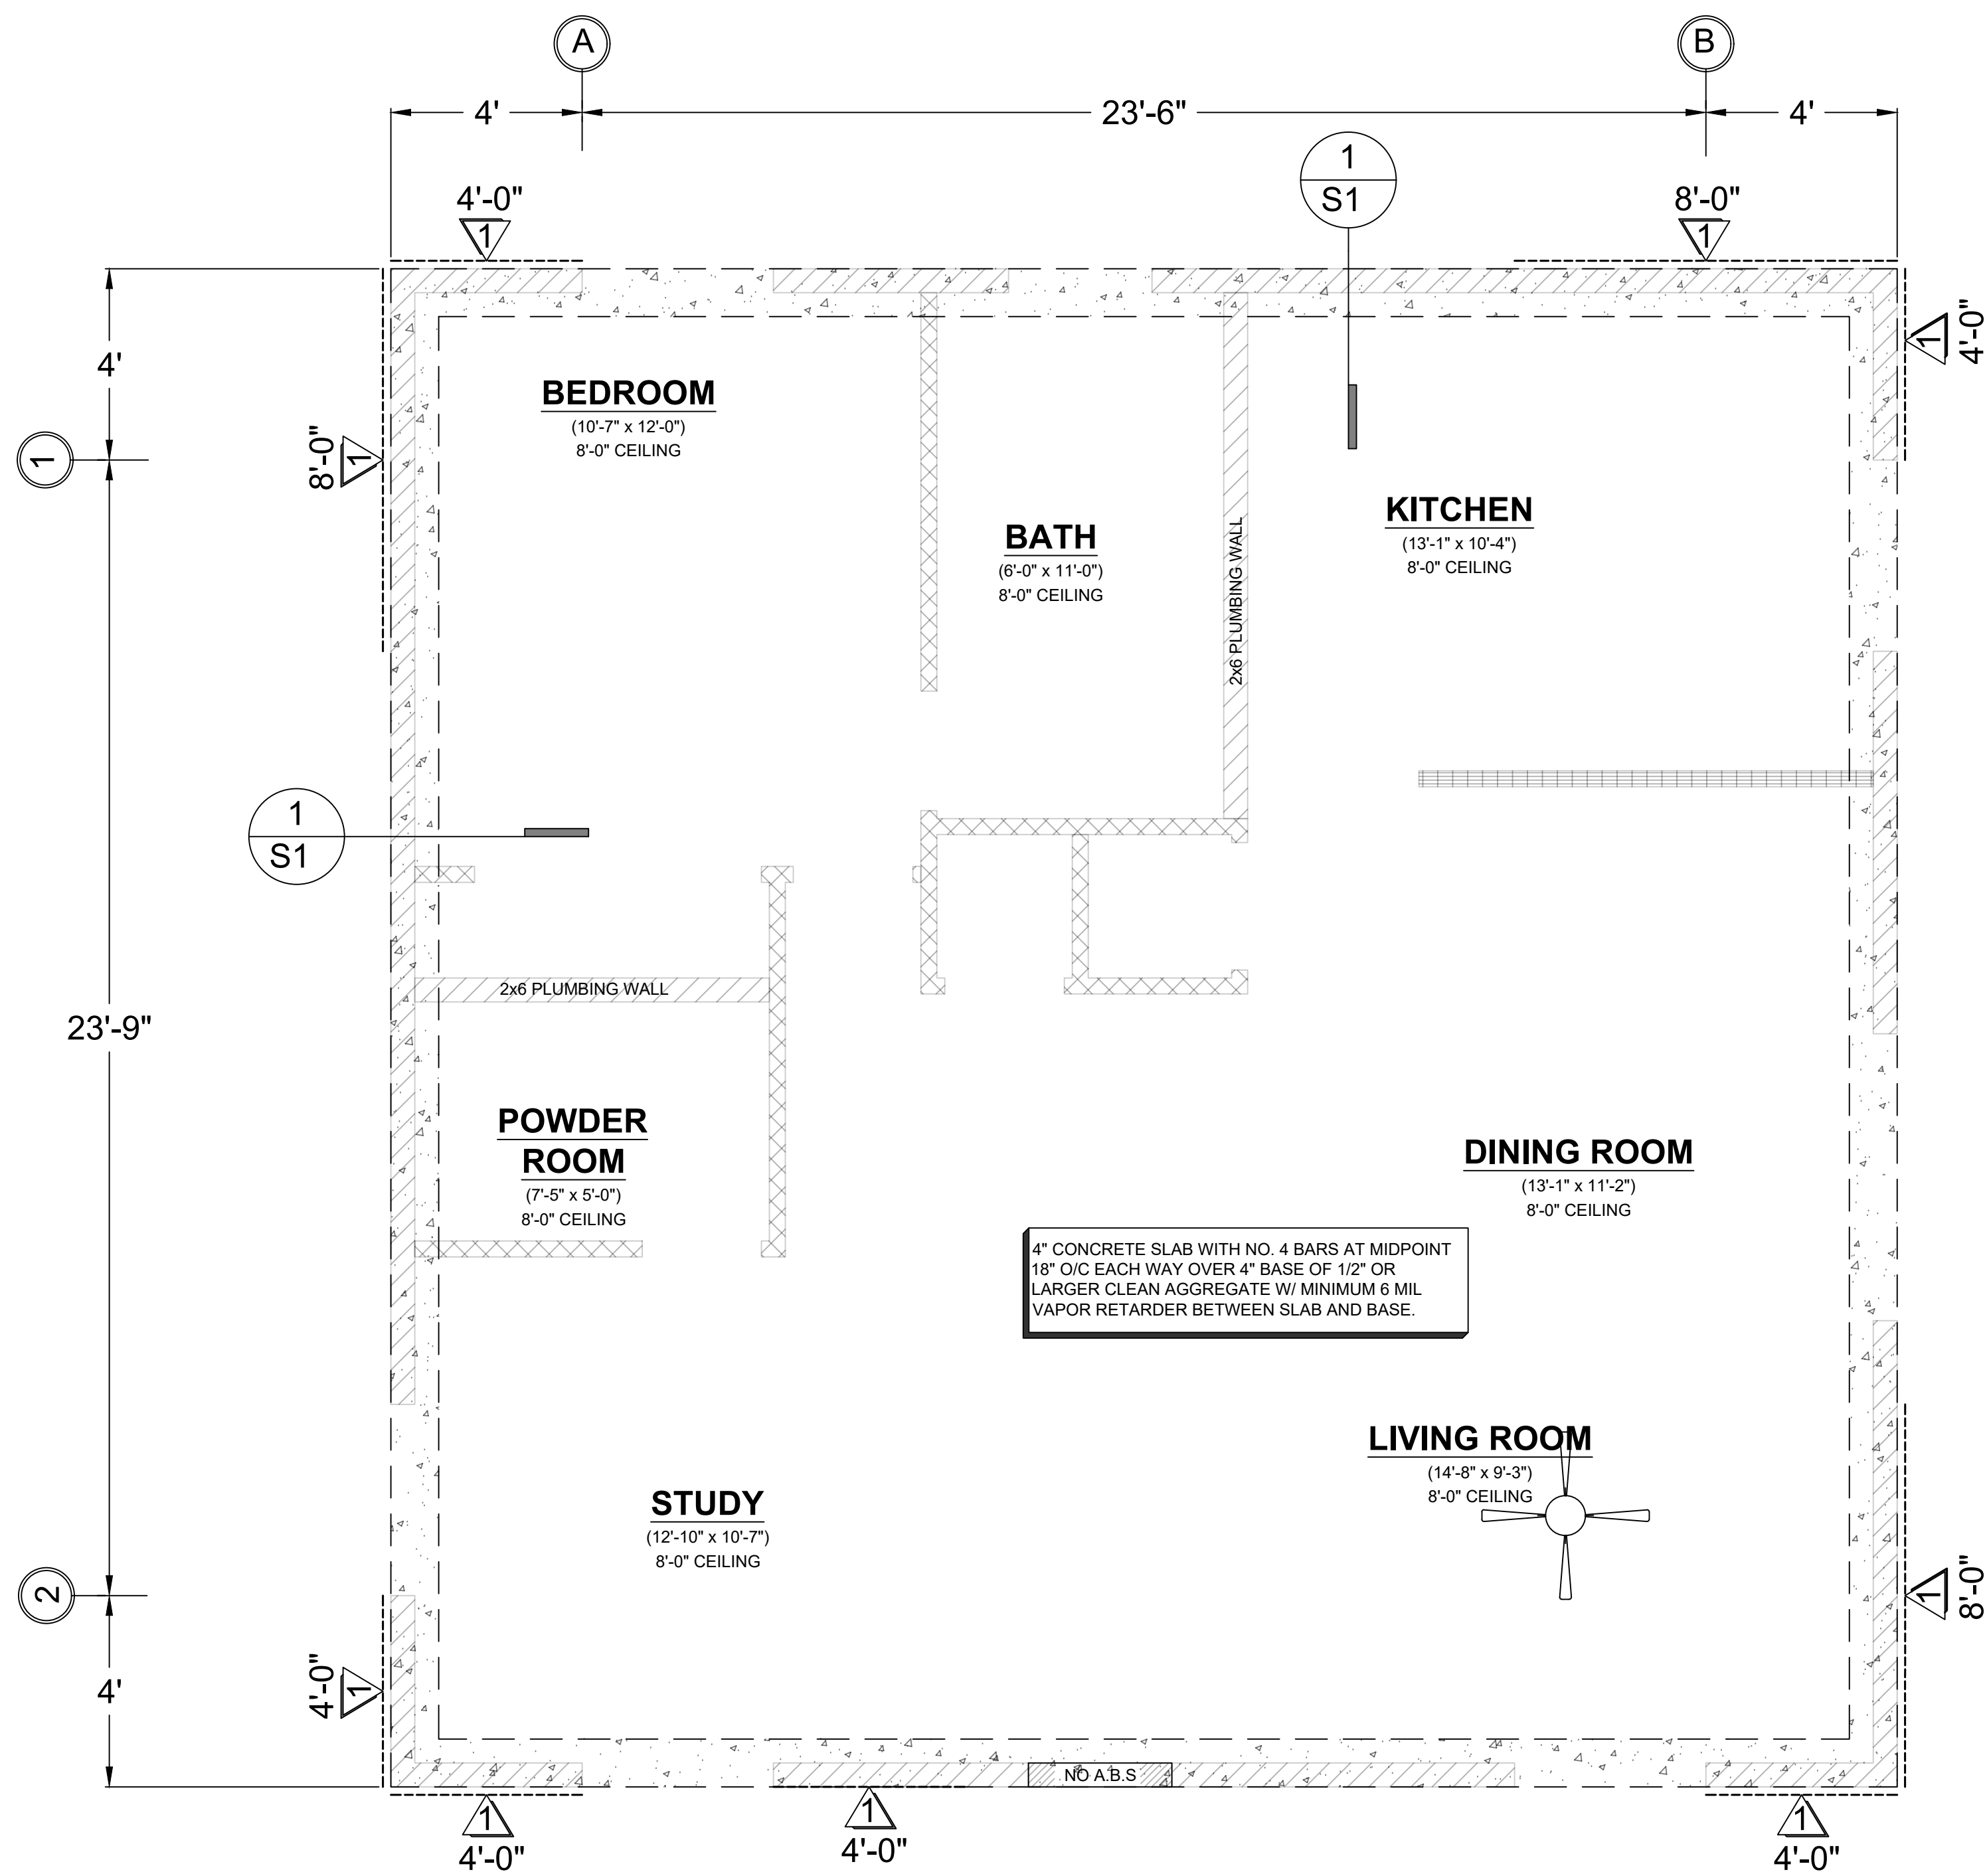 A
B
4'
23'-6"
4'
1
S1
4'-0"
1
8'-0"
1
4'
1
8'-0"
1
4'-0"
1
BEDROOM
(10'-7" x 12'-0")
8'-0" CEILING
BATH
(6'-0" x 11'-0")
8'-0" CEILING
2x6 PLUMBING WALL
KITCHEN
(13'-1" x 10'-4")
8'-0" CEILING
1
S1
2x6 PLUMBING WALL
23'-9"
POWDER
ROOM
(7'-5" x 5'-0")
8'-0" CEILING
DINING ROOM
(13'-1" x 11'-2")
8'-0" CEILING
4" CONCRETE SLAB WITH NO. 4 BARS AT MIDPOINT
18" O/C EACH WAY OVER 4" BASE OF 1/2" OR
LARGER CLEAN AGGREGATE W/ MINIMUM 6 MIL
VAPOR RETARDER BETWEEN SLAB AND BASE.
LIVING ROOM
(14'-8" x 9'-3")
8'-0" CEILING
STUDY
(12'-10" x 10'-7")
8'-0" CEILING
2
4'
4'-0"
1
1
8'-0"
NO A.B.S
1
4'-0"
1
4'-0"
1
4'-0"